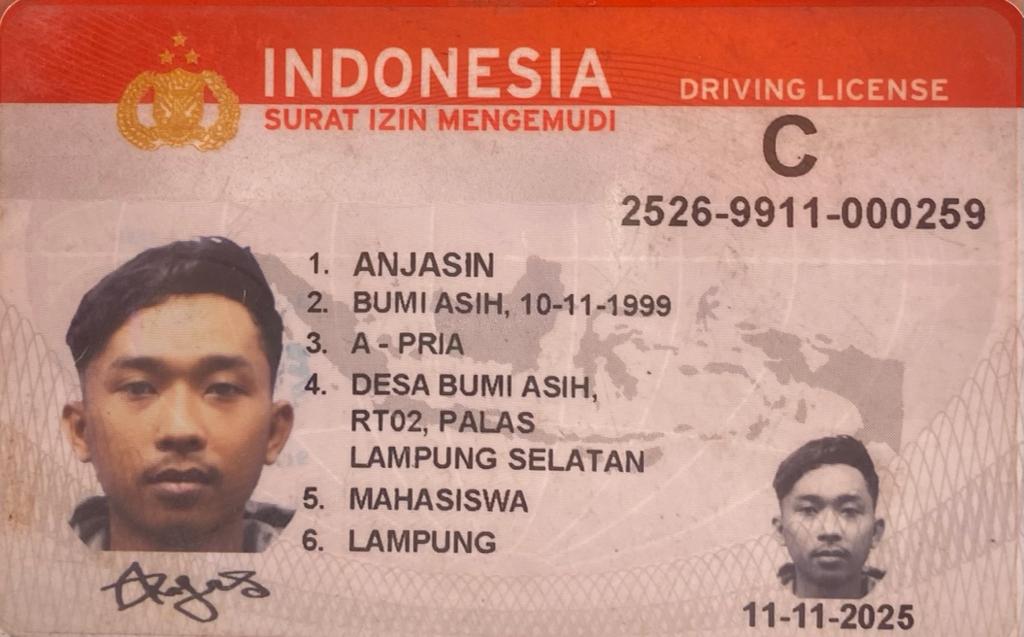 INDONESIA
SURAT IZIN MENGEMUDI
DRIVING LICENSE
C
2526-9911-000259
1. ANJASIN
2. BUMI ASIH, 10-11-1999
3. A - PRIA
4. DESA BUMI ASIH,
RT02, PALAS
LAMPUNG SELATAN
5. MAHASISWA
6. LAMPUNG
11-11-2025